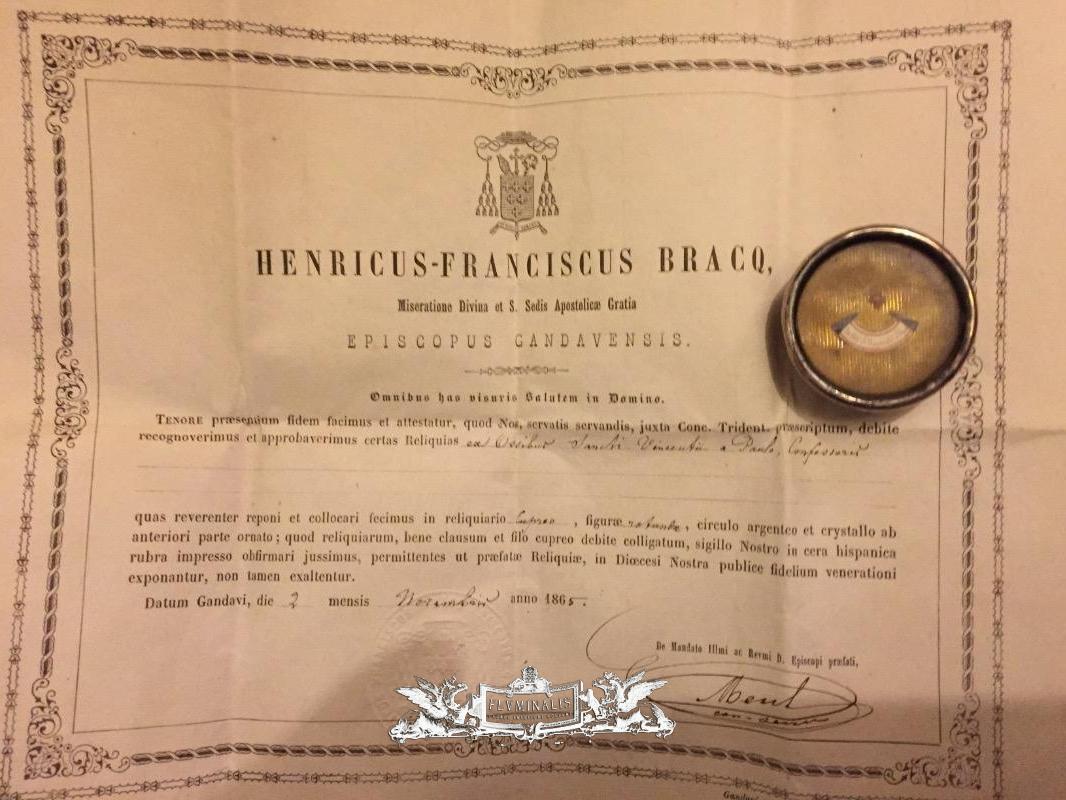 HENRICUS-FRANCISCUS BRACQ,
Miseratione Divina et S. Sedis Apostolicæ Gratia
EPISCOPUS GANDAVENSIS.
Omnibus has visuris Salutem in Domino.
TENORE præsentium fidem facimus et attestatur, quod Nos, servatis servandis, juxta Conc. Trident. præscriptum, debite
recognoverimus et approbaverimus certas Reliquias ex Ossibus Sancti Vincentii a Paulo, Confessoris
quas reverenter reponi et collocari fecimus in reliquiario cupreo, figuræ rotundæ, circulo argenteo et crystallo ab
anteriori parte ornato; quod reliquiarum, bene clausum et filo cupreo debite colligatum, sigillo Nostro in cera hispanica
rubra impresso obfirmari jussimus, permittentes ut præfatæ Reliquiæ, in Diœcesi Nostra publice fidelium venerationi
exponantur, non tamen exaltentur.
Datum Gandavi, die 2 mensis Novembris anno 1865.
De Mandato Illmi ac Revmi D. Episcopi præfati,
FLVMINALIS